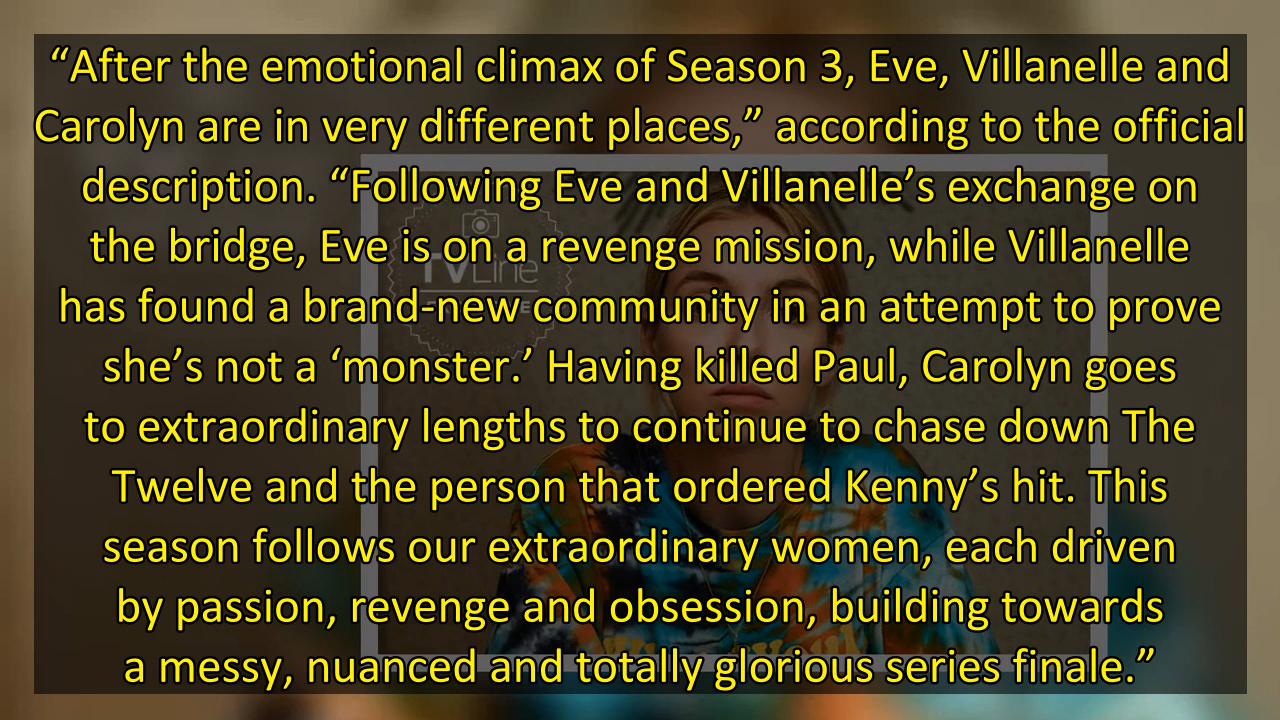 “After the emotional climax of Season 3, Eve, Villanelle and
Carolyn are in very different places,” according to the official
description. “Following Eve and Villanelle’s exchange on
the bridge, Eve is on a revenge mission, while Villanelle
has found a brand-new community in an attempt to prove
she’s not a ‘monster.’ Having killed Paul, Carolyn goes
to extraordinary lengths to continue to chase down The
Twelve and the person that ordered Kenny’s hit. This
season follows our extraordinary women, each driven
by passion, revenge and obsession, building towards
a messy, nuanced and totally glorious series finale.”
TVLine